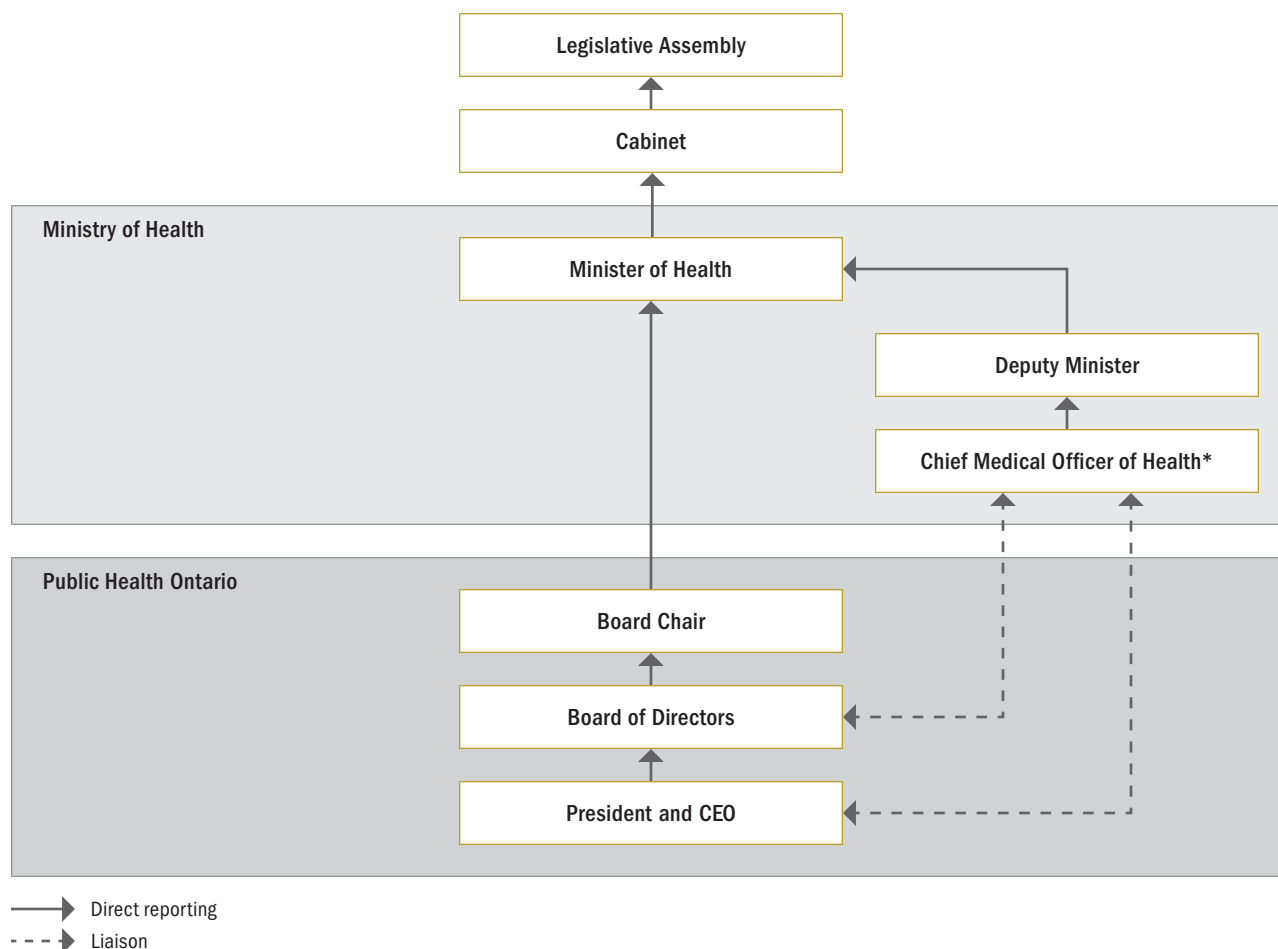 Legislative Assembly
Cabinet
Ministry of Health
Minister of Health
Deputy Minister
Chief Medical Officer of Health*
Public Health Ontario
Board Chair
Board of Directors
President and CEO
Direct reporting
Liaison